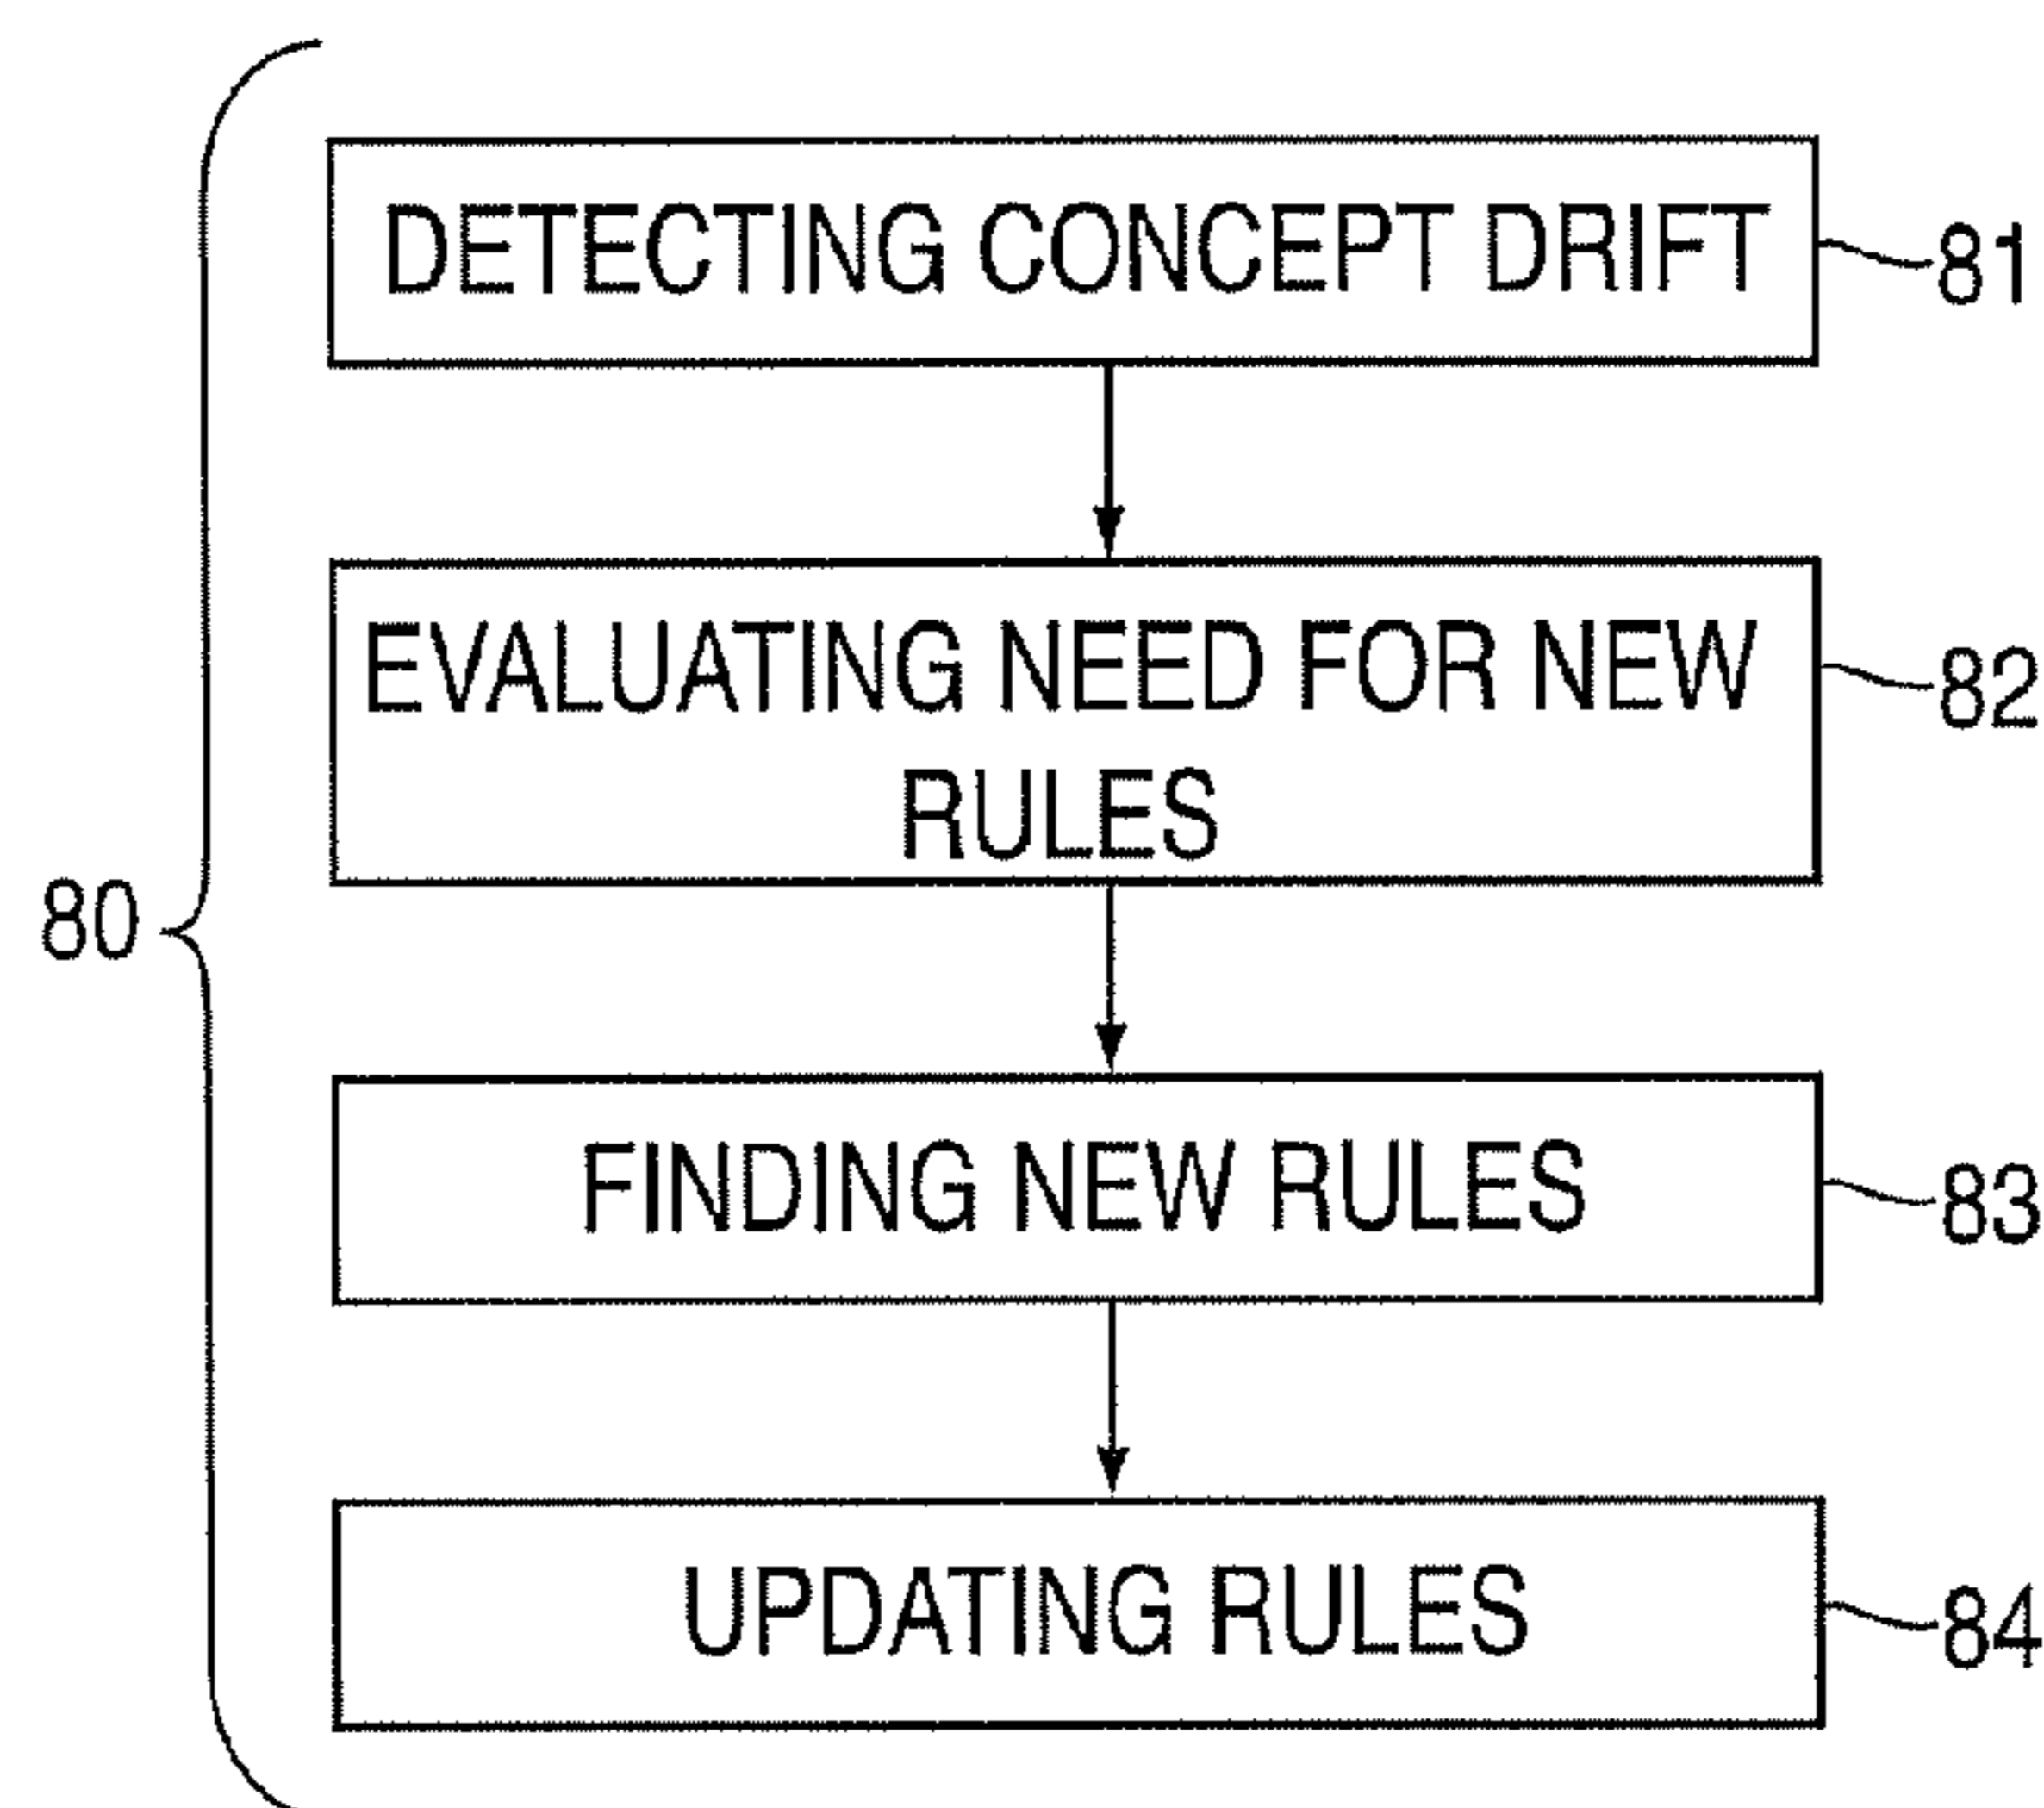 DETECTING CONCEPT DRIFT
81
EVALUATING NEED FOR NEW
RULES
82
80
FINDING NEW RULES
83
UPDATING RULES
84